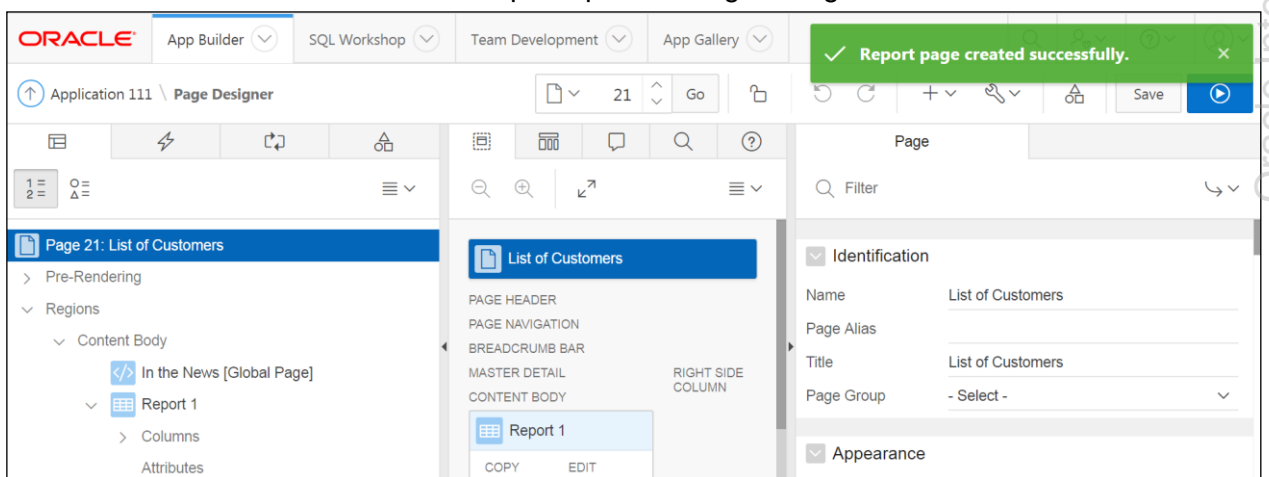 ORACLE
App Builder
SQL Workshop
Team Development
App Gallery
Report page created successfully.
Application 111 \ Page Designer
21
Go
Save
Page
1 =
2 =
Filter
Page 21: List of Customers
List of Customers
Identification
Pre-Rendering
Name List of Customers
Regions
PAGE HEADER
Page Alias
Content Body
PAGE NAVIGATION
BREADCRUMB BAR
In the News [Global Page]
MASTER DETAIL RIGHT SIDE COLUMN
Title List of Customers
Report 1
CONTENT BODY
Page Group - Select -
Columns
Report 1
Attributes
COPY EDIT
Appearance